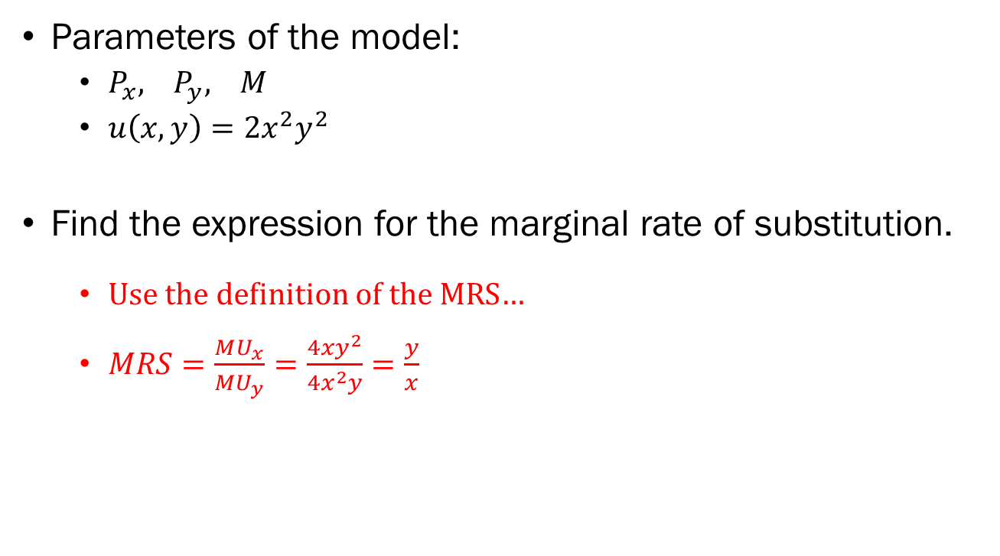 • Parameters of the model:
• $P_x, \quad P_y, \quad M$
• $u(x, y) = 2x^2y^2$
• Find the expression for the marginal rate of substitution.
• Use the definition of the MRS…
• $MRS = \frac{MU_x}{MU_y} = \frac{4xy^2}{4x^2y} = \frac{y}{x}$